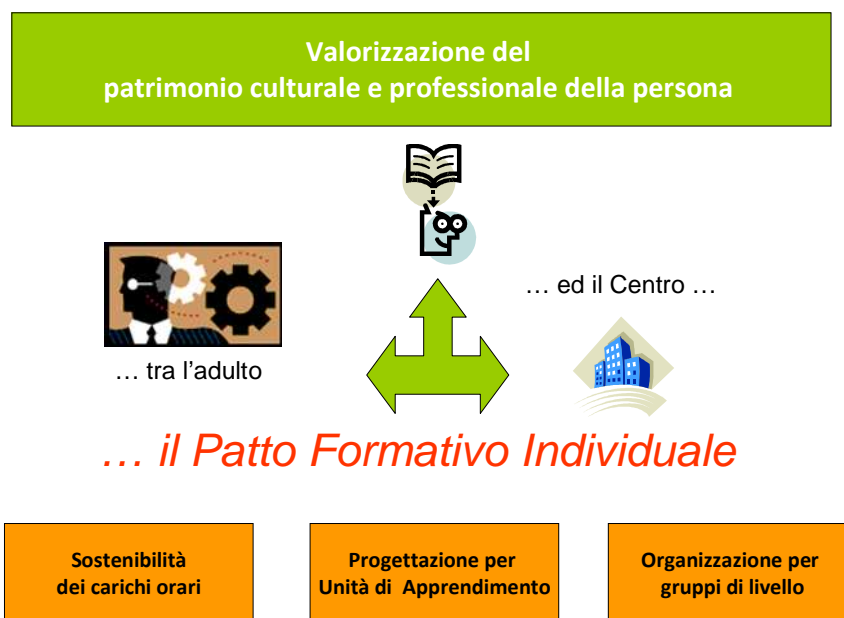 Valorizzazione del
patrimonio culturale e professionale della persona
… ed il Centro …
… tra l'adulto
… il Patto Formativo Individuale
Sostenibilità
dei carichi orari
Progettazione per
Unità di Apprendimento
Organizzazione per
gruppi di livello